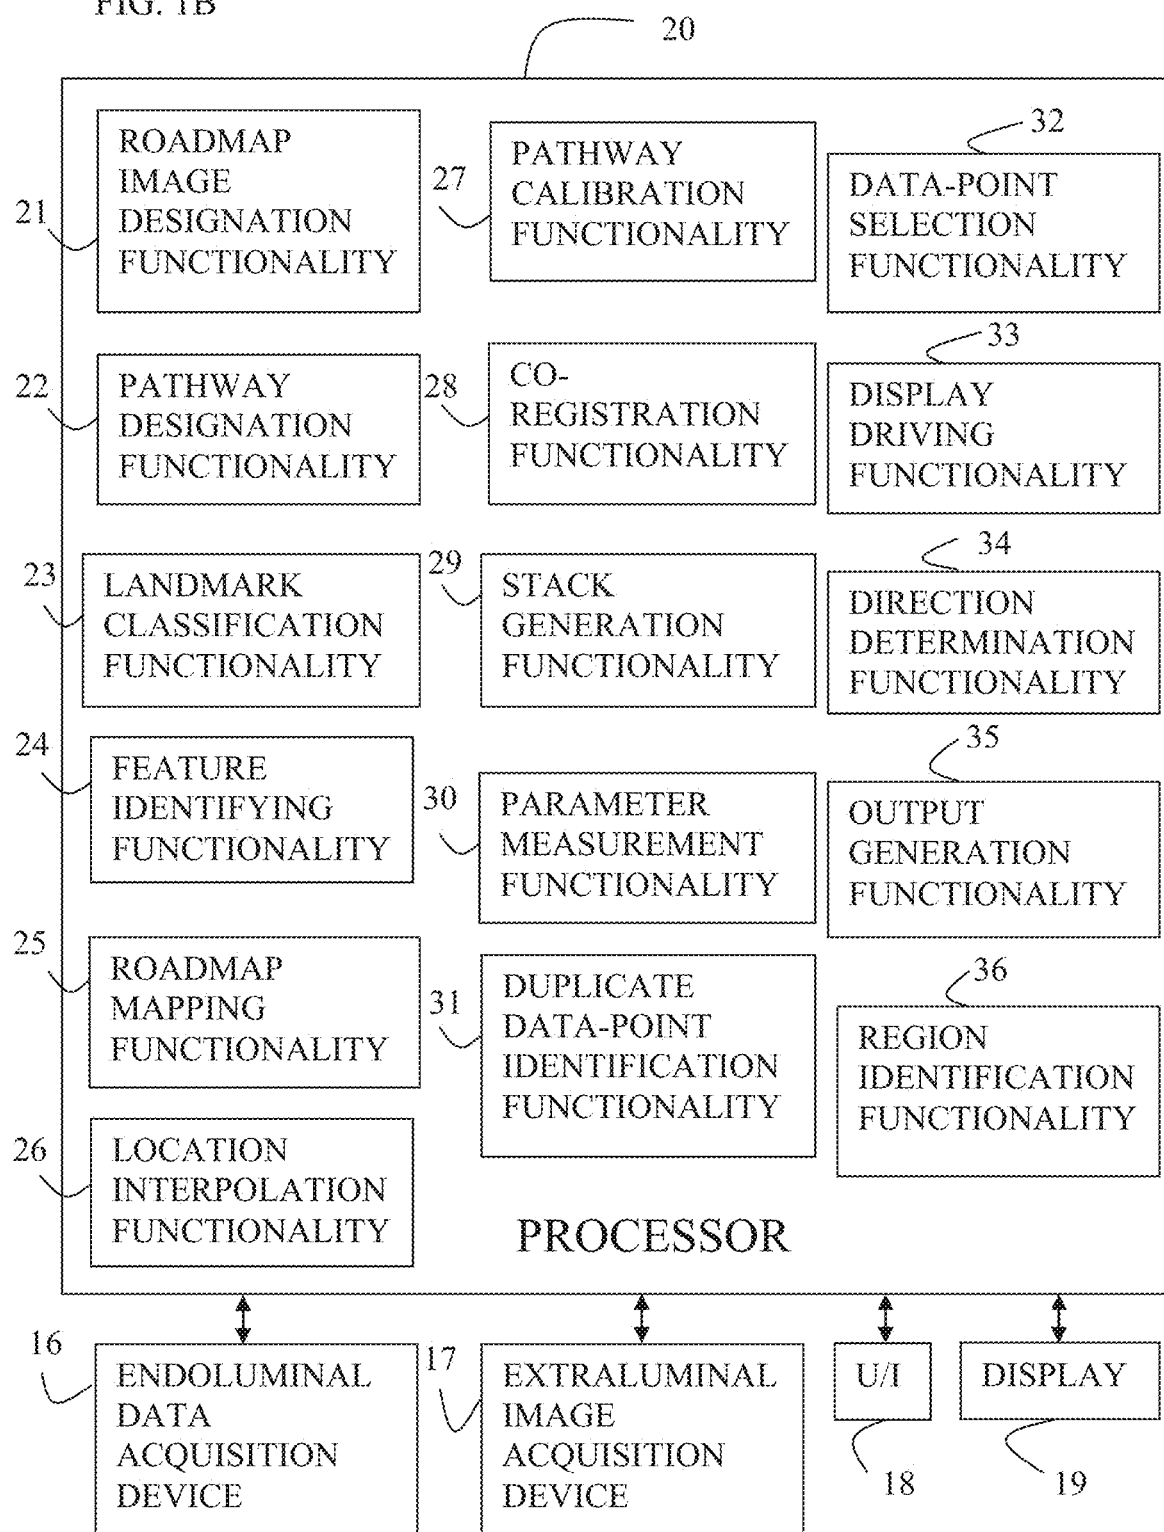 FIG. 1B
20
21
ROADMAP
IMAGE
DESIGNATION
FUNCTIONALITY
22
PATHWAY
DESIGNATION
FUNCTIONALITY
23
LANDMARK
CLASSIFICATION
FUNCTIONALITY
24
FEATURE
IDENTIFYING
FUNCTIONALITY
25
ROADMAP
MAPPING
FUNCTIONALITY
26
LOCATION
INTERPOLATION
FUNCTIONALITY
27
PATHWAY
CALIBRATION
FUNCTIONALITY
28
CO-
REGISTRATION
FUNCTIONALITY
29
STACK
GENERATION
FUNCTIONALITY
30
PARAMETER
MEASUREMENT
FUNCTIONALITY
31
DUPLICATE
DATA-POINT
IDENTIFICATION
FUNCTIONALITY
32
DATA-POINT
SELECTION
FUNCTIONALITY
33
DISPLAY
DRIVING
FUNCTIONALITY
34
DIRECTION
DETERMINATION
FUNCTIONALITY
35
OUTPUT
GENERATION
FUNCTIONALITY
36
REGION
IDENTIFICATION
FUNCTIONALITY
PROCESSOR
16
ENDOLUMINAL
DATA
ACQUISITION
DEVICE
17
EXTRALUMINAL
IMAGE
ACQUISITION
DEVICE
U/I
18
DISPLAY
19